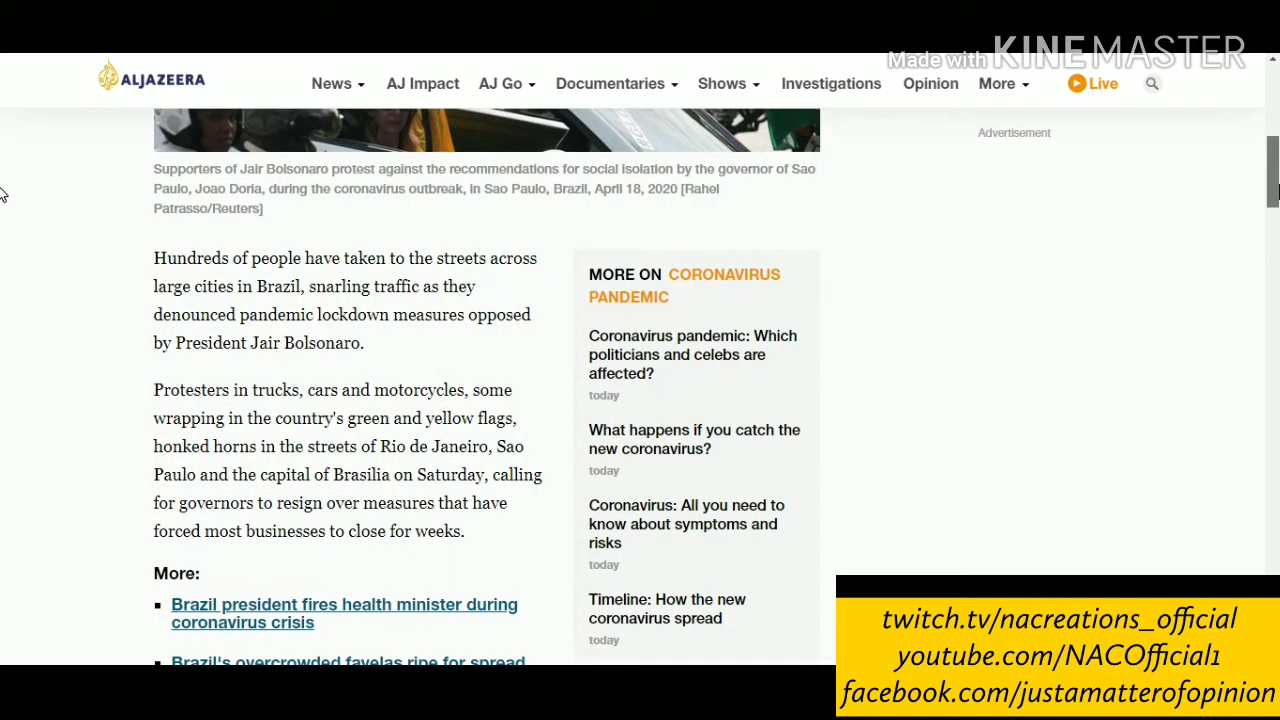 Made with KINEMASTER
ALJAZEERA
News AJ Impact AJ Go Documentaries Shows Investigations Opinion More Live
Advertisement
Supporters of Jair Bolsonaro protest against the recommendations for social isolation by the governor of Sao
Paulo, Joao Doria, during the coronavirus outbreak, in Sao Paulo, Brazil, April 18, 2020 [Rahel
Patrasso/Reuters]
Hundreds of people have taken to the streets across
large cities in Brazil, snarling traffic as they
denounced pandemic lockdown measures opposed
by President Jair Bolsonaro.
Protesters in trucks, cars and motorcycles, some
wrapping in the country's green and yellow flags,
honked horns in the streets of Rio de Janeiro, Sao
Paulo and the capital of Brasilia on Saturday, calling
for governors to resign over measures that have
forced most businesses to close for weeks.
More:
Brazil president fires health minister during
coronavirus crisis
Brazil's overcrowded favelas ripe for spread
MORE ON CORONAVIRUS
PANDEMIC
Coronavirus pandemic: Which
politicians and celebs are
affected?
today
What happens if you catch the
new coronavirus?
today
Coronavirus: All you need to
know about symptoms and
risks
today
Timeline: How the new
coronavirus spread
today
twitch.tv/nacreations_official
youtube.com/NACOfficial1
facebook.com/justamatterofopinion